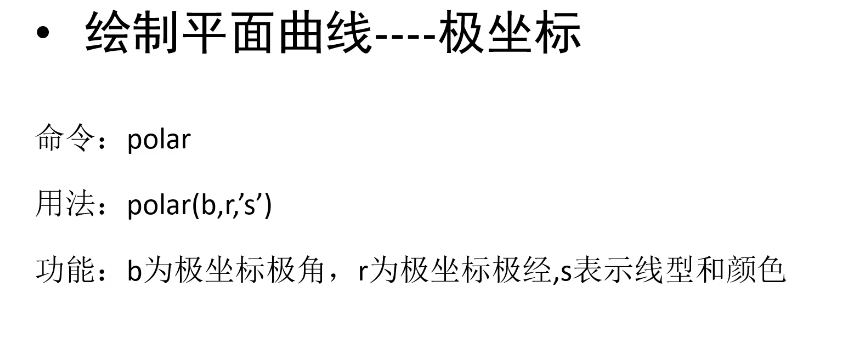 • 绘制平面曲线----极坐标
命令：polar
用法：polar(b,r,’s’)
功能：b为极坐标极角，r为极坐标极经,s表示线型和颜色